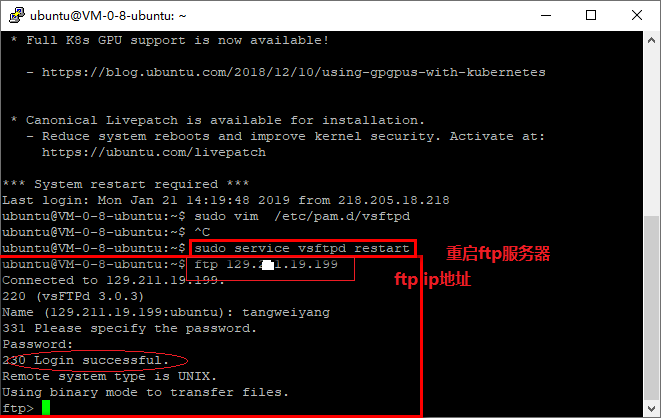 ubuntu@VM-0-8-ubuntu: ~
* Full K8s GPU support is now available!
- https://blog.ubuntu.com/2018/12/10/using-gpgpus-with-kubernetes
* Canonical Livepatch is available for installation.
- Reduce system reboots and improve kernel security. Activate at:
https://ubuntu.com/livepatch
*** System restart required ***
Last login: Mon Jan 21 14:19:48 2019 from 218.205.18.218
ubuntu@VM-0-8-ubuntu:~$ sudo vim  /etc/pam.d/vsftpd
ubuntu@VM-0-8-ubuntu:~$ ^C
ubuntu@VM-0-8-ubuntu:~$ sudo service vsftpd restart
重启ftp服务器
ubuntu@VM-0-8-ubuntu:~$ ftp 129. 1.19.199
ftp ip地址
Connected to 129.211.19.199.
220 (vsFTPd 3.0.3)
Name (129.211.19.199:ubuntu): tangweiyang
331 Please specify the password.
Password:
230 Login successful.
Remote system type is UNIX.
Using binary mode to transfer files.
ftp>